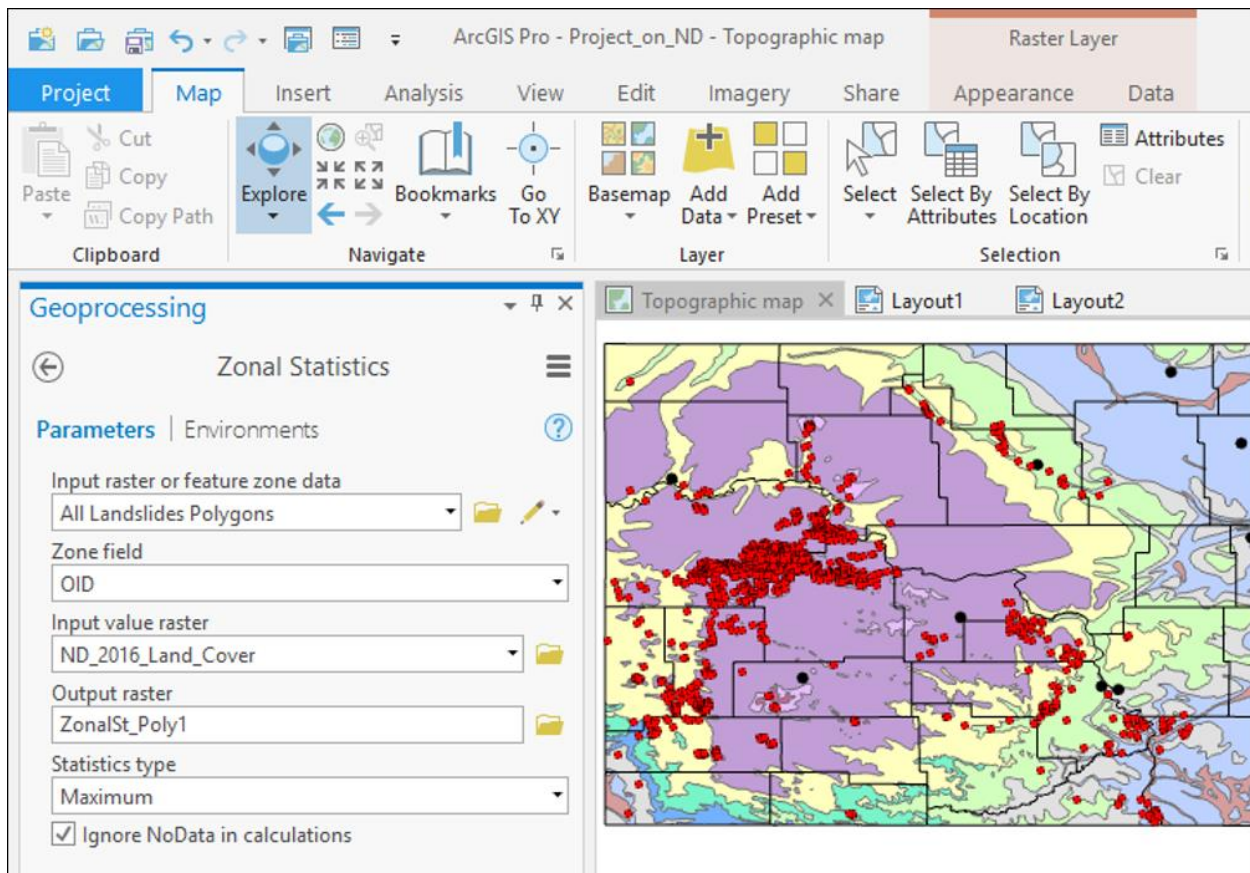 ArcGIS Pro - Project_on_ND - Topographic map
Raster Layer
Project Map Insert Analysis View Edit Imagery Share Appearance Data
Paste
Cut
Copy
Copy Path
Clipboard
Explore
Bookmarks
Go
To XY
Navigate
Basemap
Add
Data
Add
Preset
Layer
Select
Select By
Attributes
Select By
Location
Attributes
Clear
Selection
Geoprocessing
Zonal Statistics
Parameters | Environments
?
Input raster or feature zone data
All Landslides Polygons
Zone field
OID
Input value raster
ND_2016_Land_Cover
Output raster
ZonalSt_Poly1
Statistics type
Maximum
Ignore NoData in calculations
Topographic map Layout1 Layout2